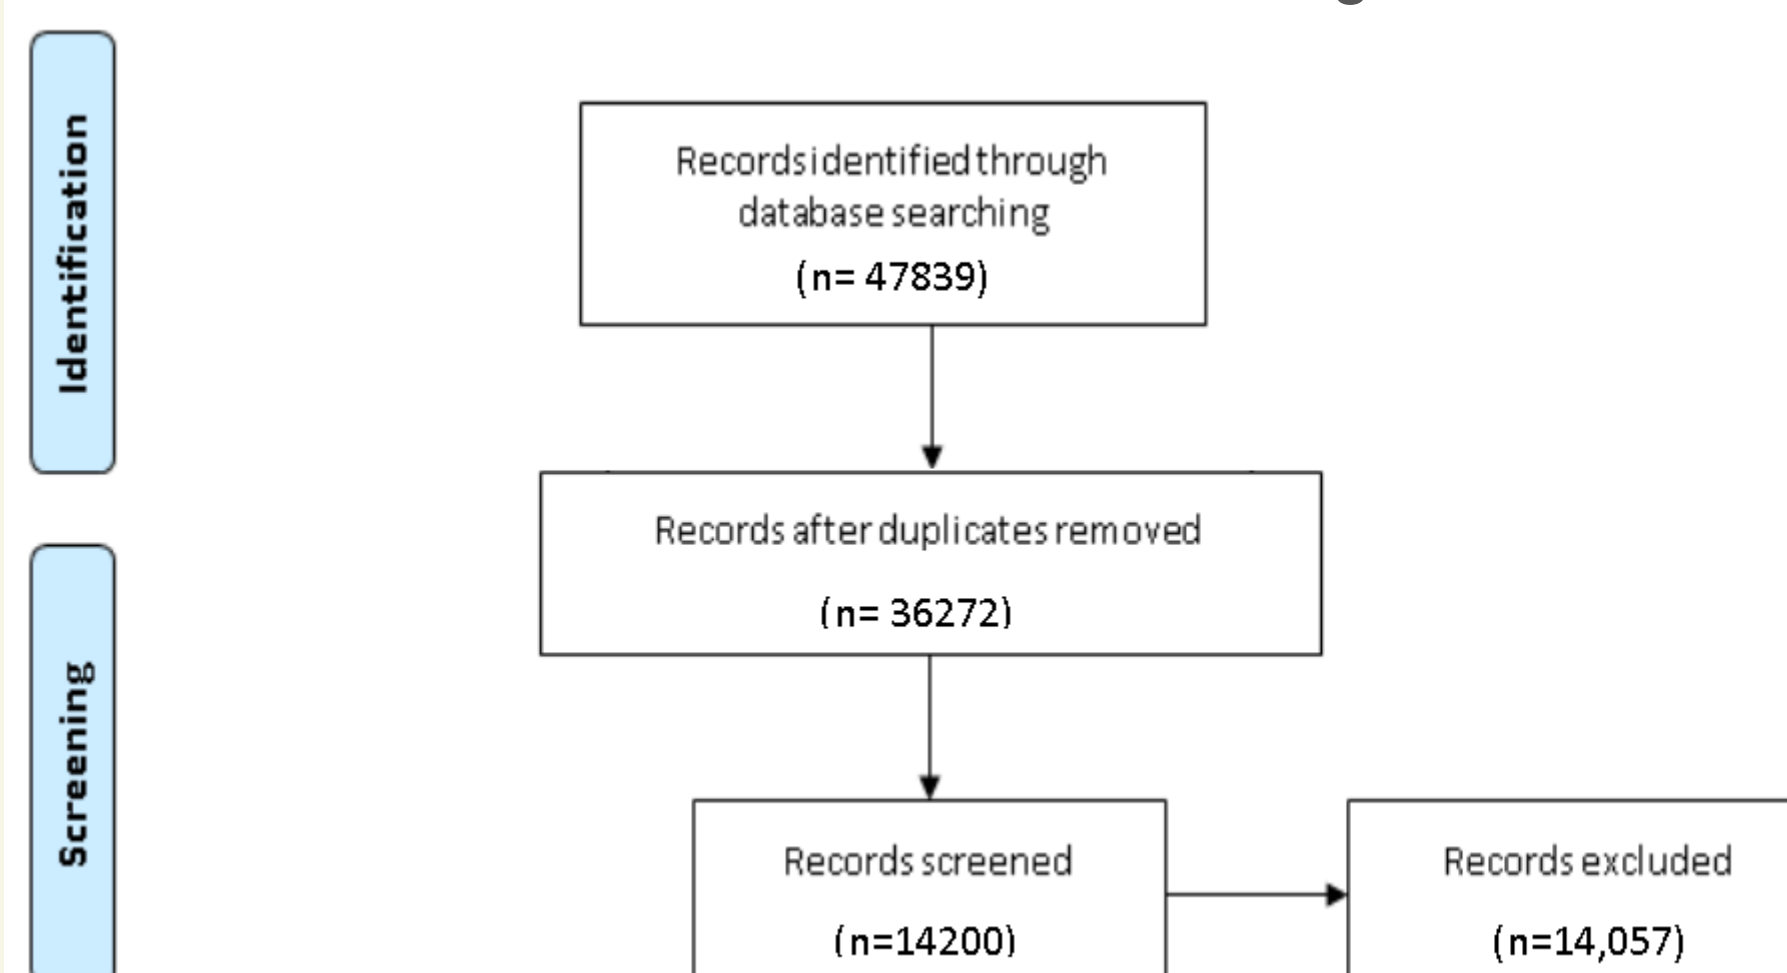 Identification
Records identified through
database searching
(n= 47839)
Records after duplicates removed
(n= 36272)
Screening
Records screened
(n=14200)
Records excluded
(n=14,057)